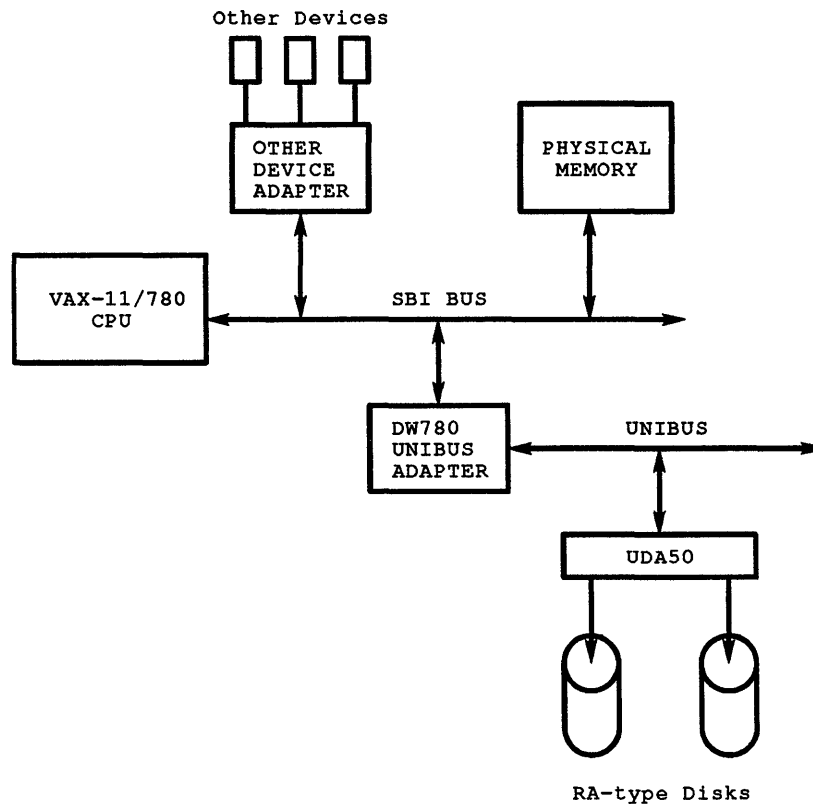 Other Devices
OTHER
DEVICE
ADAPTER
PHYSICAL
MEMORY
VAX-11/780
CPU
SBI BUS
DW780
UNIBUS
ADAPTER
UNIBUS
UDA50
RA-type Disks